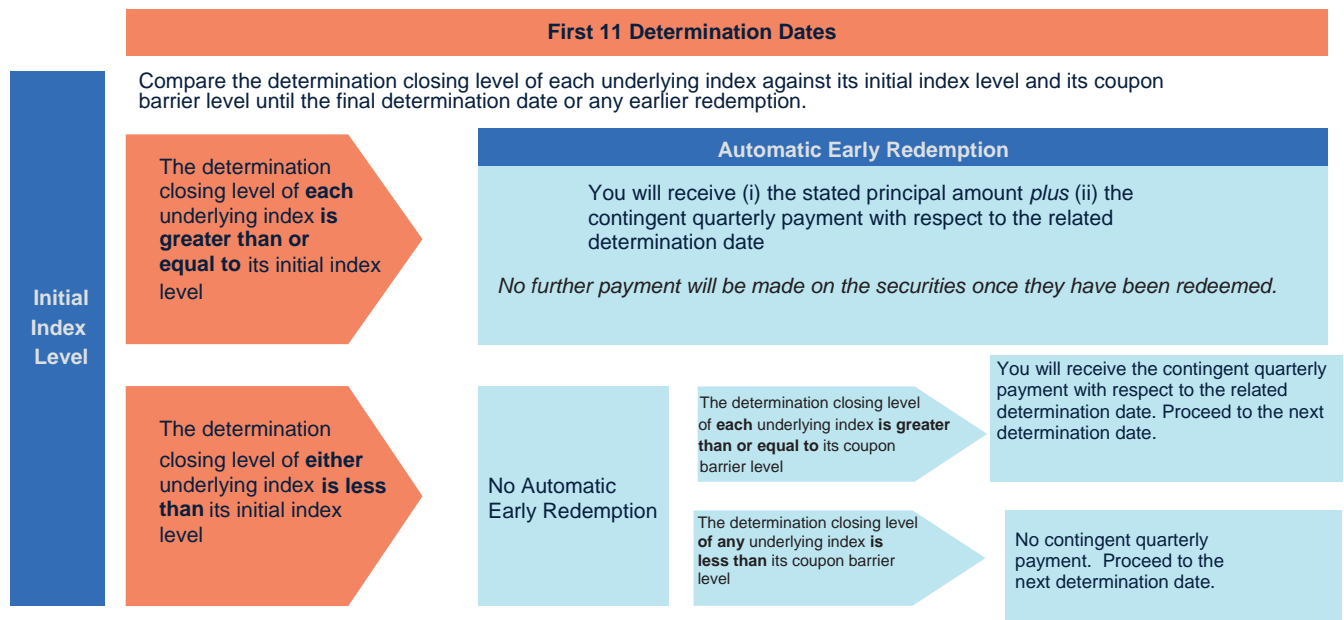 First 11 Determination Dates
Compare the determination closing level of each underlying index against its initial index level and its coupon
barrier level until the final determination date or any earlier redemption.
Initial
Index
Level
The determination
closing level of each
underlying index is
greater than or
equal to its initial index
level
Automatic Early Redemption
You will receive (i) the stated principal amount plus (ii) the
contingent quarterly payment with respect to the related
determination date
No further payment will be made on the securities once they have been redeemed.
The determination
closing level of either
underlying index is less
than its initial index
level
No Automatic
Early Redemption
The determination closing level
of each underlying index is greater
than or equal to its coupon
barrier level
You will receive the contingent quarterly
payment with respect to the related
determination date. Proceed to the next
determination date.
The determination closing level
of any underlying index is
less than its coupon barrier
level
No contingent quarterly
payment. Proceed to the
next determination date.